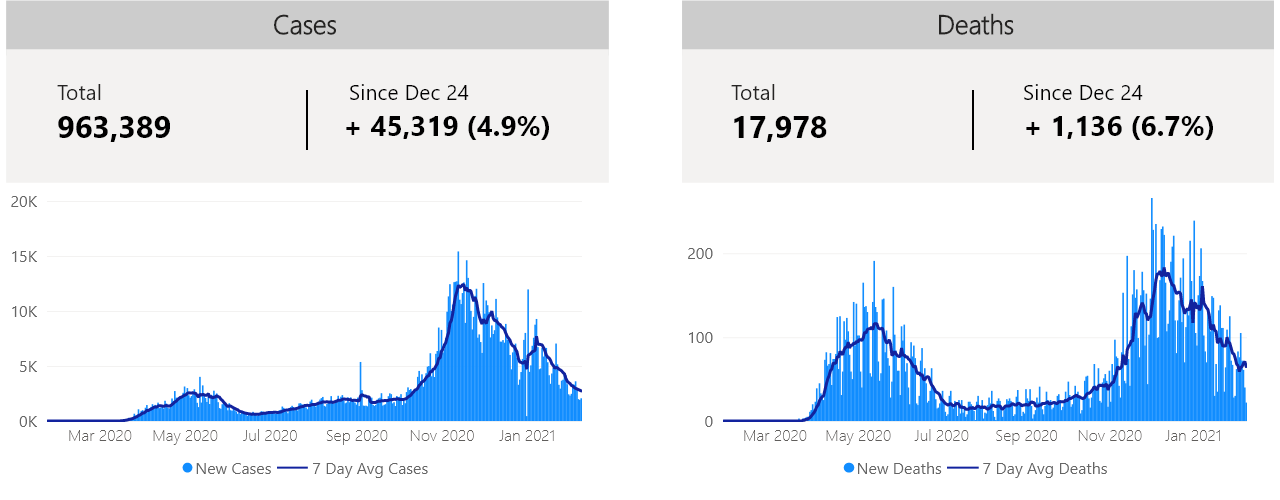 Cases
Total
963,389
Since Dec 24
+ 45,319 (4.9%)
20K
15K
10K
5K
0K
Mar 2020 May 2020 Jul 2020 Sep 2020 Nov 2020 Jan 2021
New Cases 7 Day Avg Cases
Deaths
Total
17,978
Since Dec 24
+ 1,136 (6.7%)
200
100
0
Mar 2020 May 2020 Jul 2020 Sep 2020 Nov 2020 Jan 2021
New Deaths 7 Day Avg Deaths